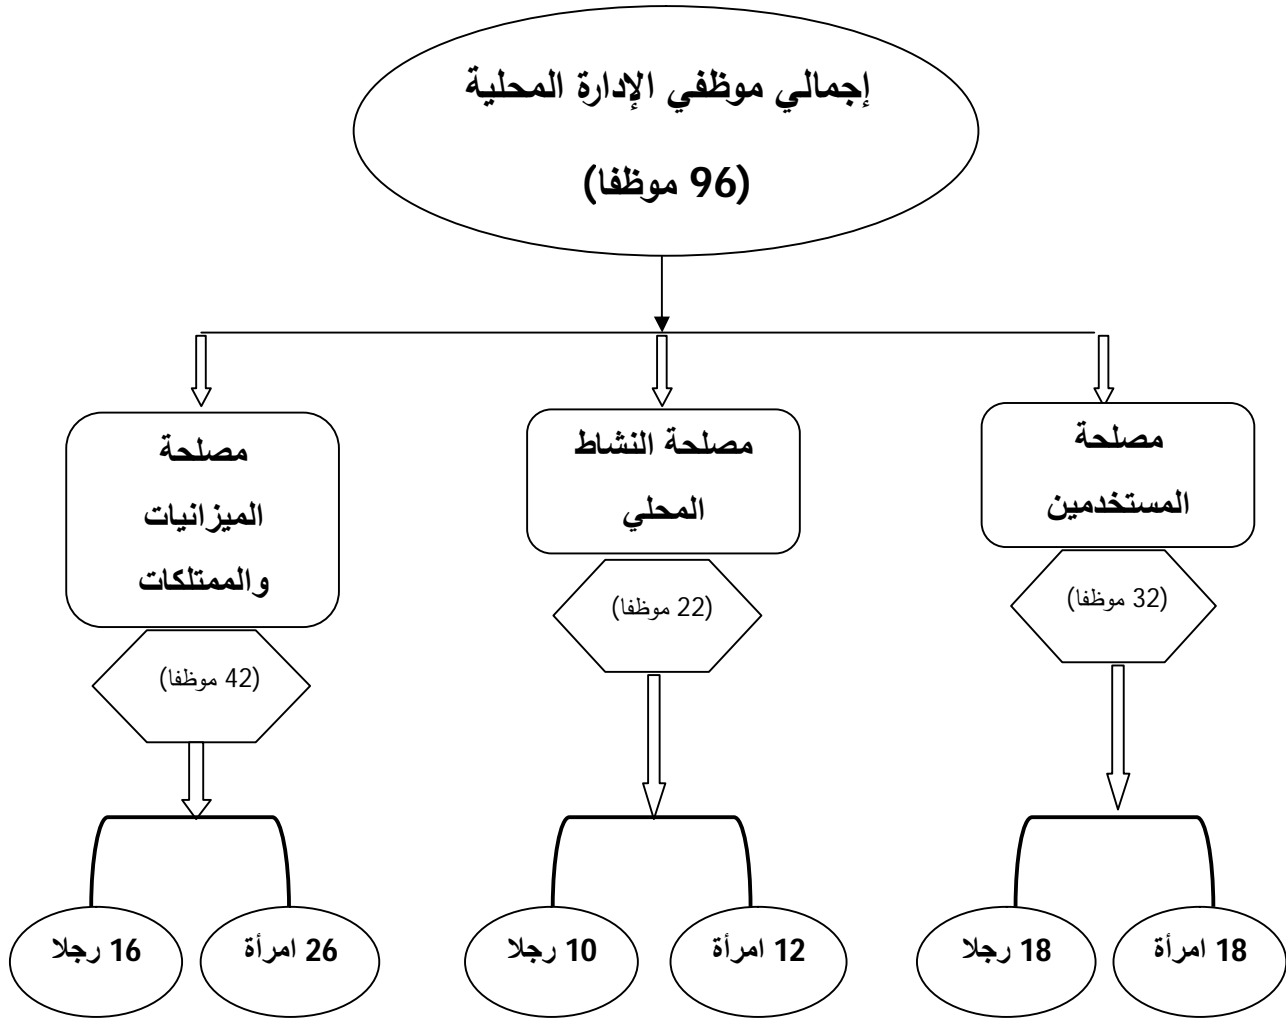 إجمالي موظفي الإدارة المحلية
(96 موظفا)
مصلحة
المستخدمين
(32 موظفا)
مصلحة النشاط
المحلي
(22 موظفا)
مصلحة
الميزانيات
والممتلكات
(42 موظفا)
18 امرأة
18 رجلا
12 امرأة
10 رجلا
26 امرأة
16 رجلا